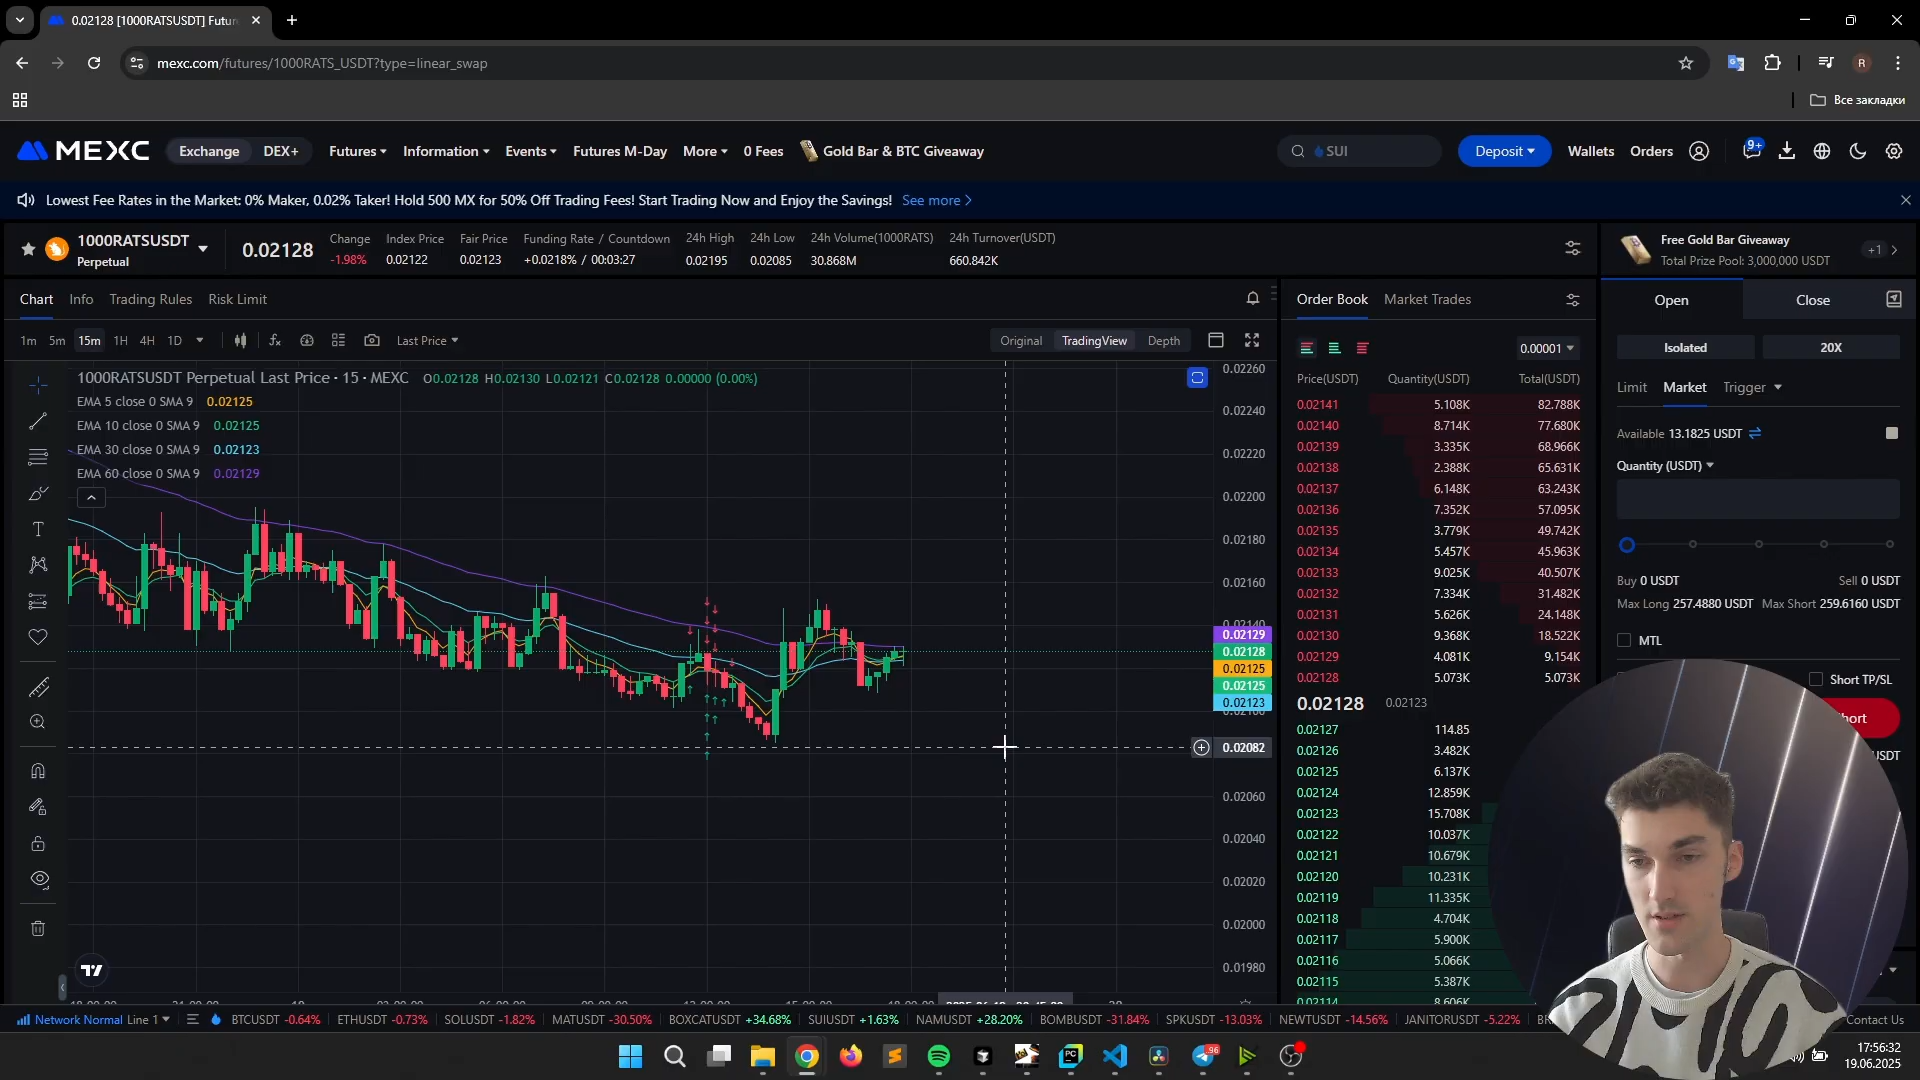 0.02128 [1000RATSUSDT] Futur
mexc.com/futures/1000RATS_USDT?type=linear_swap
R
Все закладки
MEXC Exchange DEX+ Futures Information Events Futures M-Day More 0 Fees Gold Bar & BTC Giveaway SUI Deposit Wallets Orders 9+
Lowest Fee Rates in the Market: 0% Maker, 0.02% Taker! Hold 500 MX for 50% Off Trading Fees! Start Trading Now and Enjoy the Savings! See more >
1000RATSUSDT
Perpetual
0.02128
Change
-1.98%
Index Price
0.02122
Fair Price
0.02123
Funding Rate / Countdown
+0.0218% / 00:03:27
24h High
0.02195
24h Low
0.02085
24h Volume(1000RATS)
30.868M
24h Turnover(USDT)
660.842K
Free Gold Bar Giveaway
Total Prize Pool: 3,000,000 USDT
+1 >
Chart Info Trading Rules Risk Limit
1m 5m 15m 1H 4H 1D Last Price Original TradingView Depth
1000RATSUSDT Perpetual Last Price · 15 · MEXC O0.02128 H0.02130 L0.02121 C0.02128 0.00000 (0.00%)
EMA 5 close 0 SMA 9 0.02125
EMA 10 close 0 SMA 9 0.02125
EMA 30 close 0 SMA 9 0.02123
EMA 60 close 0 SMA 9 0.02129
0.02260
0.02240
0.02220
0.02200
0.02180
0.02160
0.02140
0.02129
0.02128
0.02125
0.02125
0.02123
0.02082
0.02060
0.02040
0.02020
0.02000
0.01980
Order Book Market Trades
0.00001
Price(USDT) Quantity(USDT) Total(USDT)
0.02141 5.108K 82.788K
0.02140 8.714K 77.680K
0.02139 3.335K 68.966K
0.02138 2.388K 65.631K
0.02137 6.148K 63.243K
0.02136 7.352K 57.095K
0.02135 3.779K 49.742K
0.02134 5.457K 45.963K
0.02133 9.025K 40.507K
0.02132 7.334K 31.482K
0.02131 5.626K 24.148K
0.02130 9.368K 18.522K
0.02129 4.081K 9.154K
0.02128 5.073K 5.073K
0.02128 0.02123
0.02127 114.85
0.02126 3.482K
0.02125 6.137K
0.02124 12.859K
0.02123 15.708K
0.02122 10.037K
0.02121 10.679K
0.02120 10.231K
0.02119 11.335K
0.02118 4.704K
0.02117 5.900K
0.02116 5.066K
0.02115 5.387K
0.02114 8.606K
Open Close
Isolated 20X
Limit Market Trigger
Available 13.1825 USDT
Quantity (USDT)
Buy 0 USDT Sell 0 USDT
Max Long 257.4880 USDT Max Short 259.6160 USDT
MTL
Short TP/SL
hort
USDT
Network Normal Line 1 BTCUSDT -0.64% ETHUSDT -0.73% SOLUSDT -1.82% MATUSDT -30.50% BOXCATUSDT +34.68% SUIUSDT +1.63% NAMUSDT +28.20% BOMBUSDT -31.84% SPKUSDT -13.03% NEWTUSDT -14.56% JANITORUSDT -5.22% Contact Us
PC
96
17:56:32
19.06.2025